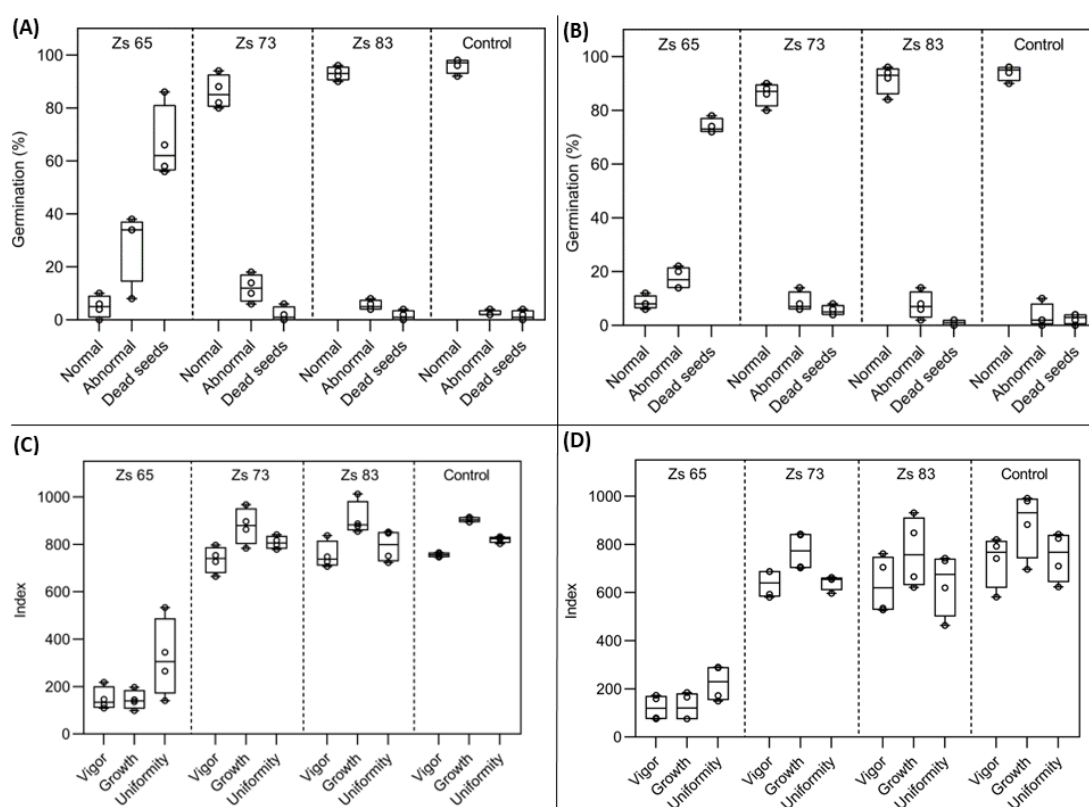 (A)
Zs 65 Zs 73 Zs 83 Control
Germination (%)
100
80
60
40
20
0
Normal Abnormal Dead seeds Normal Abnormal Dead seeds Normal Abnormal Dead seeds Normal Abnormal Dead seeds
(B)
Zs 65 Zs 73 Zs 83 Control
Germination (%)
100
80
60
40
20
0
Normal Abnormal Dead seeds Normal Abnormal Dead seeds Normal Abnormal Dead seeds Normal Abnormal Dead seeds
(C)
Zs 65 Zs 73 Zs 83 Control
Index
1000
800
600
400
200
0
Vigor Growth Uniformity Vigor Growth Uniformity Vigor Growth Uniformity Vigor Growth Uniformity
(D)
Zs 65 Zs 73 Zs 83 Control
Index
1000
800
600
400
200
0
Vigor Growth Uniformity Vigor Growth Uniformity Vigor Growth Uniformity Vigor Growth Uniformity